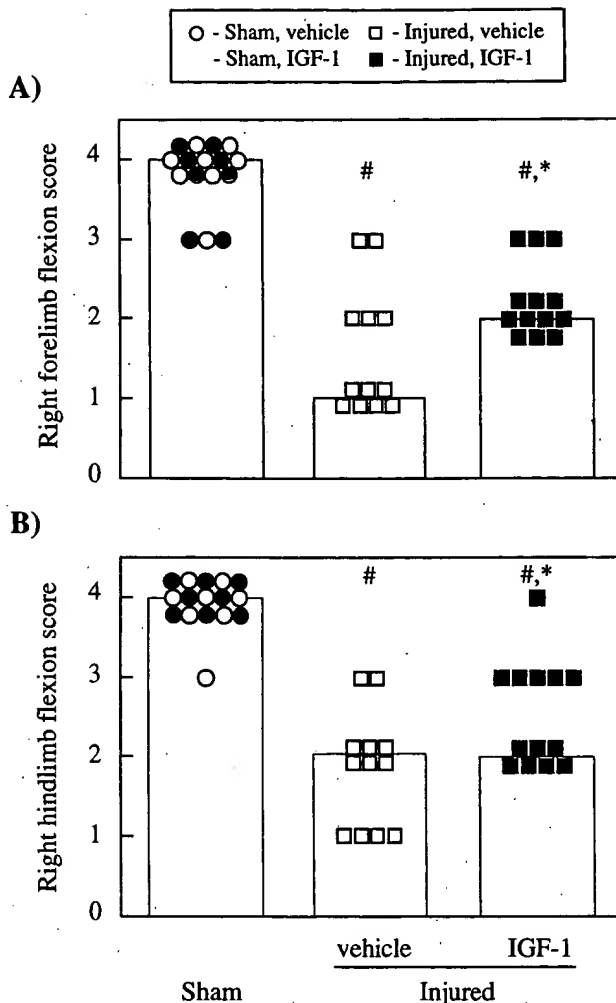 - Sham, vehicle - Injured, vehicle
- Sham, IGF-1 - Injured, IGF-1
A)
Right forelimb flexion score
4
3
2
1
0
#
#,*
B)
Right hindlimb flexion score
4
3
2
1
0
#
#,*
vehicle IGF-1
Sham Injured